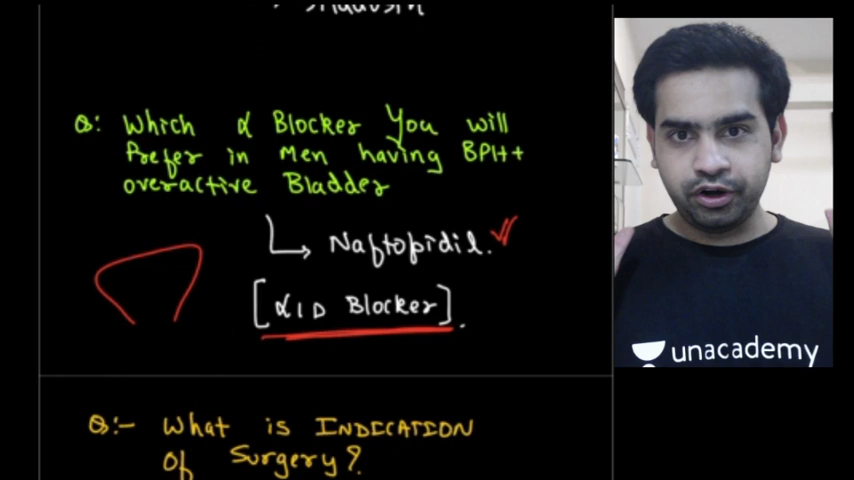 Q: Which α Blocker You will
Prefer in Men having BPH +
overactive Bladder
→ Naftopidil.
[α1D Blocker].
Q:- What is INDICATION
of Surgery?
unacademy